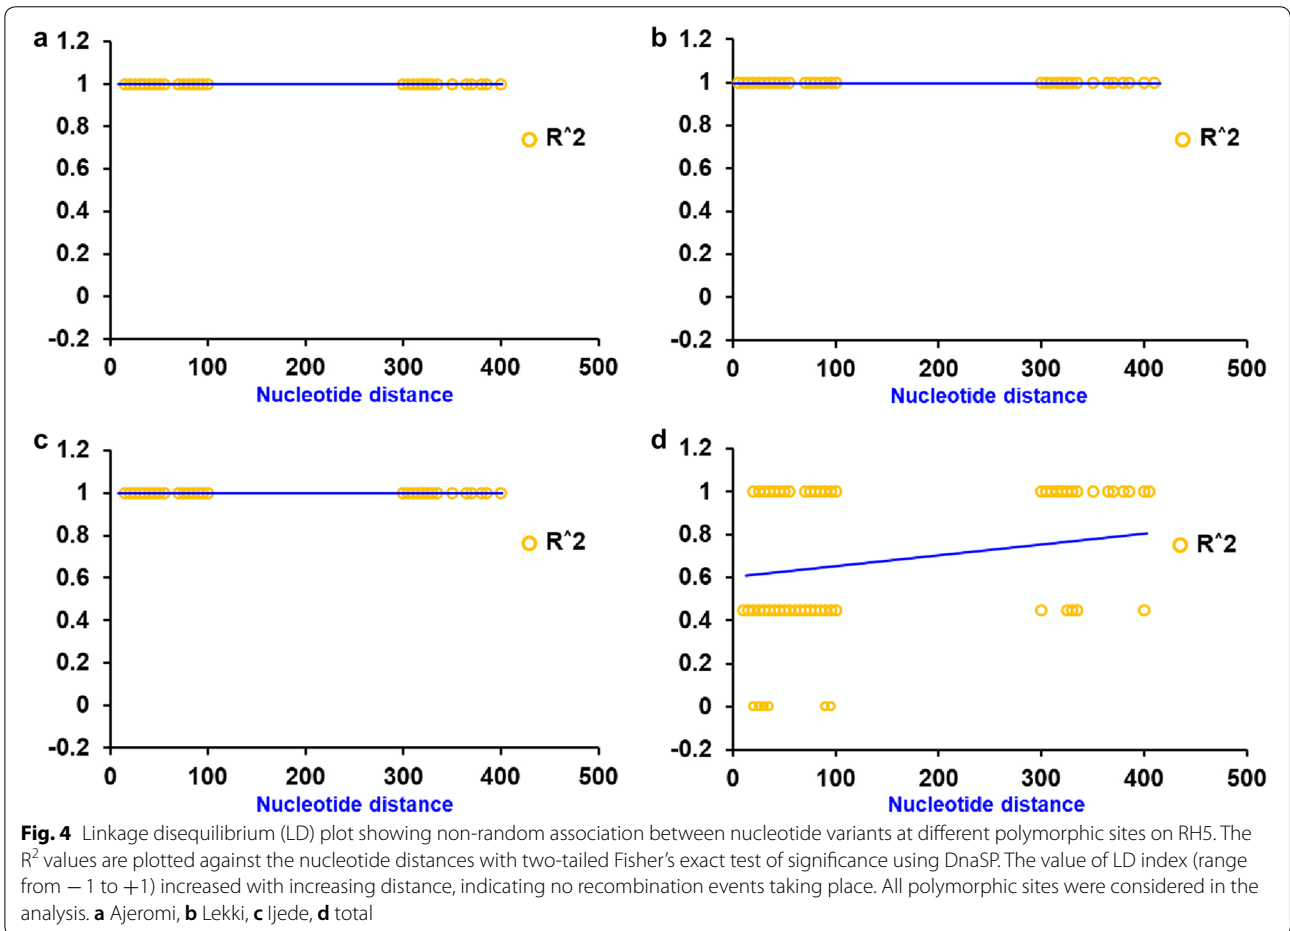 a
1.2
1
0.8
0.6
0.4
0.2
0
-0.2
0 100 200 300 400 500
Nucleotide distance
R^2
b
1.2
1
0.8
0.6
0.4
0.2
0
-0.2
0 100 200 300 400 500
Nucleotide distance
R^2
c
1.2
1
0.8
0.6
0.4
0.2
0
-0.2
0 100 200 300 400 500
Nucleotide distance
R^2
d
1.2
1
0.8
0.6
0.4
0.2
0
-0.2
0 100 200 300 400 500
Nucleotide distance
R^2
Fig. 4 Linkage disequilibrium (LD) plot showing non-random association between nucleotide variants at different polymorphic sites on RH5. The
R² values are plotted against the nucleotide distances with two-tailed Fisher's exact test of significance using DnaSP. The value of LD index (range
from − 1 to +1) increased with increasing distance, indicating no recombination events taking place. All polymorphic sites were considered in the
analysis. a Ajeromi, b Lekki, c Ijede, d total